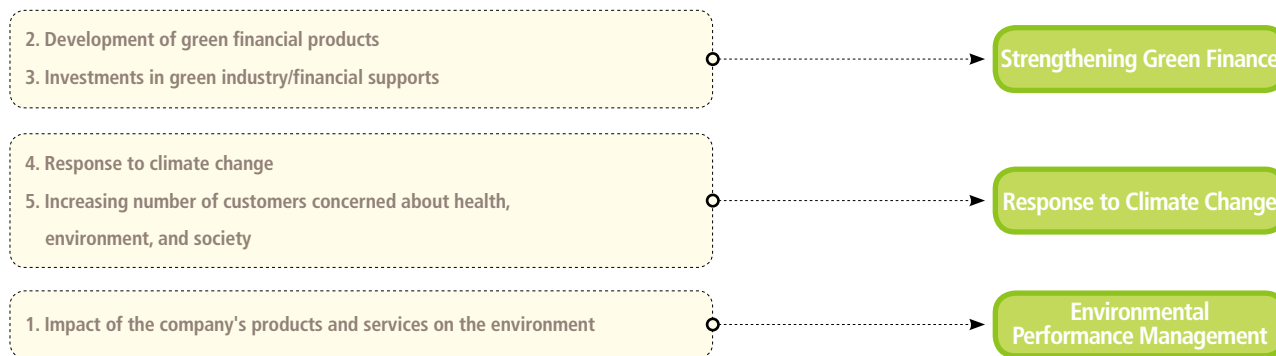 2. Development of green financial products
3. Investments in green industry/financial supports
Strengthening Green Finance
4. Response to climate change
5. Increasing number of customers concerned about health,
environment, and society
Response to Climate Change
1. Impact of the company's products and services on the environment
Environmental
Performance Management